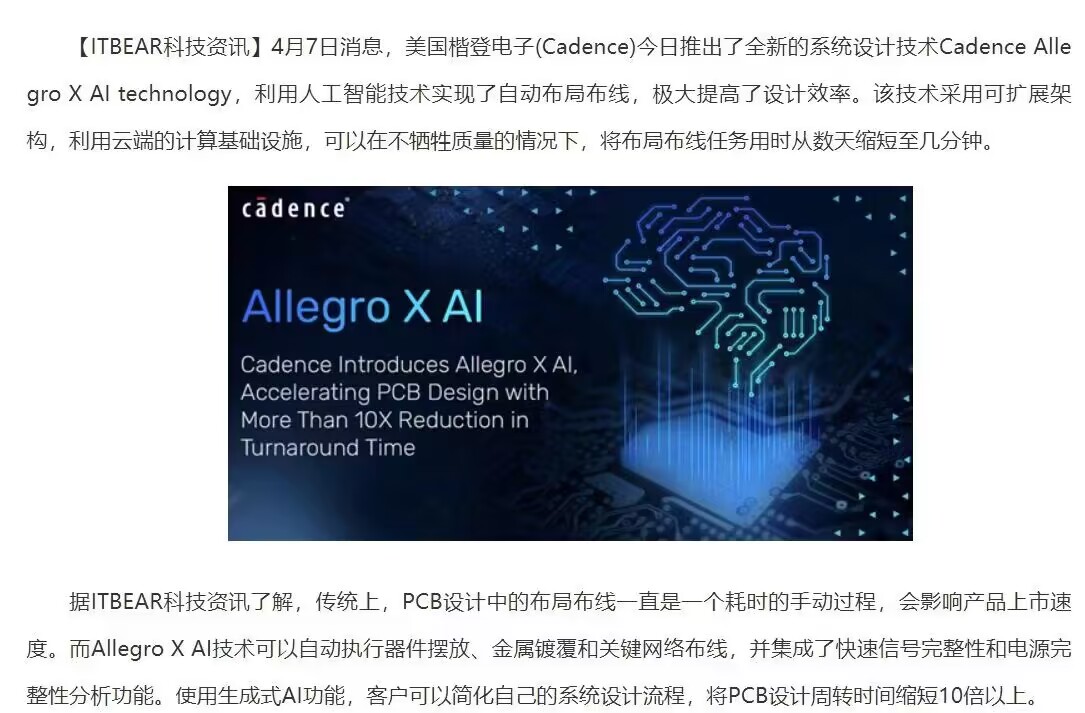 【ITBEAR科技资讯】4月7日消息，美国楷登电子(Cadence)今日推出了全新的系统设计技术Cadence Alle
gro X AI technology，利用人工智能技术实现了自动布局布线，极大提高了设计效率。该技术采用可扩展架
构，利用云端的计算基础设施，可以在不牺牲质量的情况下，将布局布线任务用时从数天缩短至几分钟。
cādence®
Allegro X AI
Cadence Introduces Allegro X AI,
Accelerating PCB Design with
More Than 10X Reduction in
Turnaround Time
据ITBEAR科技资讯了解，传统上，PCB设计中的布局布线一直是一个耗时的手动过程，会影响产品上市速
度。而Allegro X AI技术可以自动执行器件摆放、金属镀覆和关键网络布线，并集成了快速信号完整性和电源完
整性分析功能。使用生成式AI功能，客户可以简化自己的系统设计流程，将PCB设计周转时间缩短10倍以上。